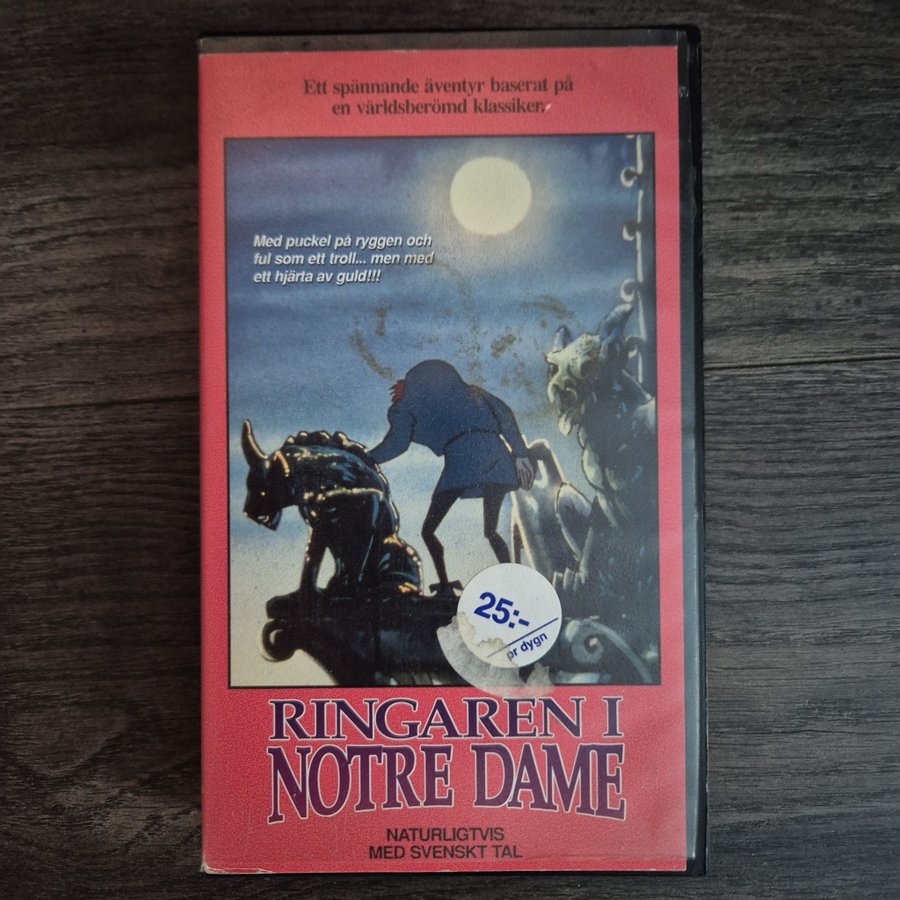 Ett spännande äventyr baserat på
en världsberömd klassiker.
Med puckel på ryggen och
ful som ett troll... men med
ett hjärta av guld!!!
25:-
dygn
RINGAREN I
NOTRE DAME
NATURLIGTVIS
MED SVENSKT TAL